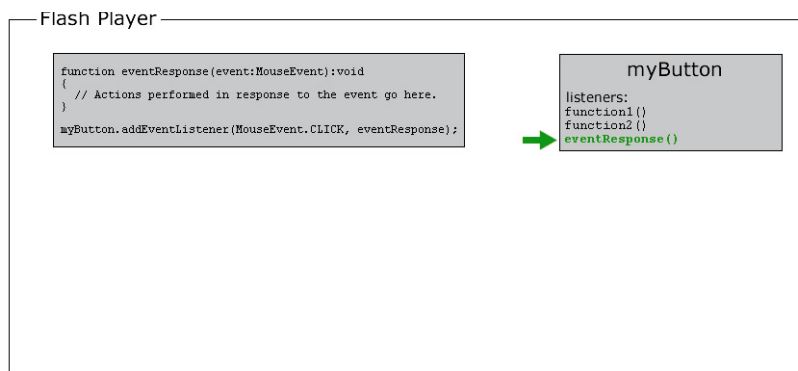 Flash Player
function eventResponse(event:MouseEvent):void
{
// Actions performed in response to the event go here.
}
myButton.addEventListener(MouseEvent.CLICK, eventResponse);
myButton
listeners:
function1()
function2()
eventResponse()